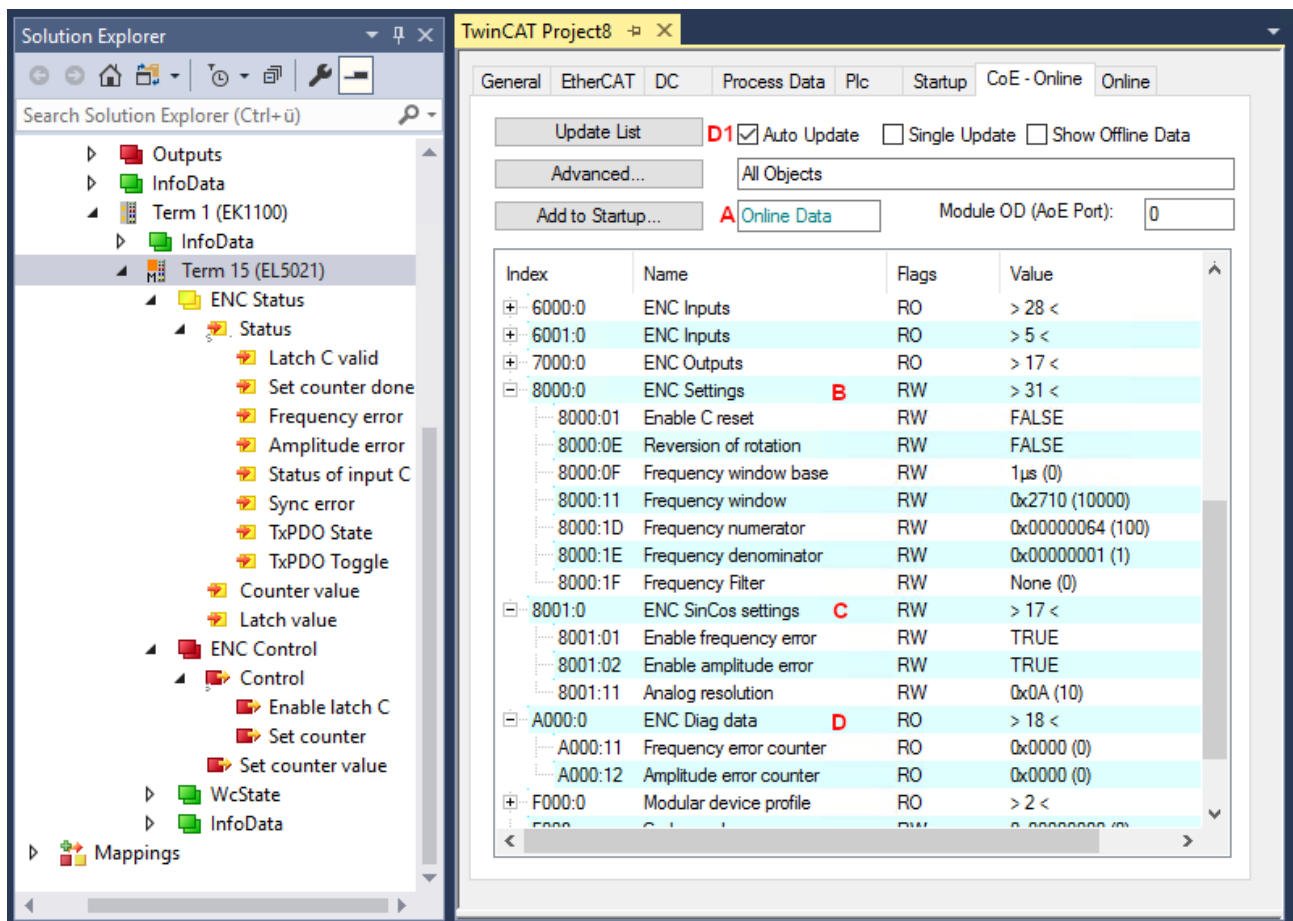 Solution Explorer
Search Solution Explorer (Ctrl+ü)
Outputs
InfoData
Term 1 (EK1100)
InfoData
Term 15 (EL5021)
ENC Status
Status
Latch C valid
Set counter done
Frequency error
Amplitude error
Status of input C
Sync error
TxPDO State
TxPDO Toggle
Counter value
Latch value
ENC Control
Control
Enable latch C
Set counter
Set counter value
WcState
InfoData
Mappings
TwinCAT Project8
General EtherCAT DC Process Data Plc Startup CoE - Online Online
Update List D1 Auto Update Single Update Show Offline Data
Advanced... All Objects
Add to Startup... A Online Data Module OD (AoE Port): 0
Index Name Flags Value
6000:0 ENC Inputs RO > 28 <
6001:0 ENC Inputs RO > 5 <
7000:0 ENC Outputs RO > 17 <
8000:0 ENC Settings B RW > 31 <
8000:01 Enable C reset RW FALSE
8000:0E Reversion of rotation RW FALSE
8000:0F Frequency window base RW 1µs (0)
8000:11 Frequency window RW 0x2710 (10000)
8000:1D Frequency numerator RW 0x00000064 (100)
8000:1E Frequency denominator RW 0x00000001 (1)
8000:1F Frequency Filter RW None (0)
8001:0 ENC SinCos settings C RW > 17 <
8001:01 Enable frequency error RW TRUE
8001:02 Enable amplitude error RW TRUE
8001:11 Analog resolution RW 0x0A (10)
A000:0 ENC Diag data D RO > 18 <
A000:11 Frequency error counter RO 0x0000 (0)
A000:12 Amplitude error counter RO 0x0000 (0)
F000:0 Modular device profile RO > 2 <